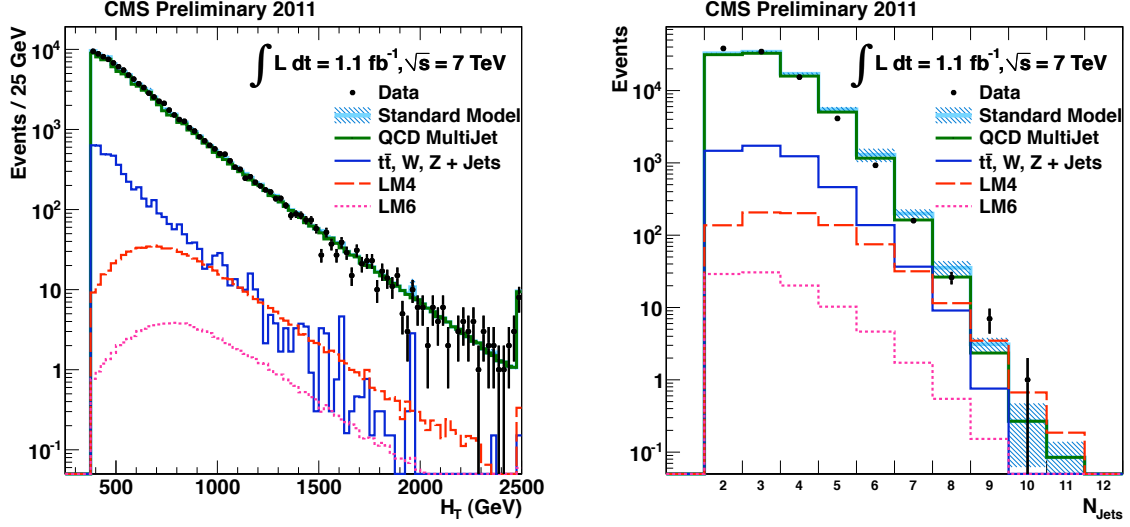 CMS Preliminary 2011
Events / 25 GeV
10⁴
10³
10²
10
1
10⁻¹
∫ L dt = 1.1 fb⁻¹, √s = 7 TeV
Data
Standard Model
QCD MultiJet
tt̄, W, Z + Jets
LM4
LM6
500 1000 1500 2000 2500
H_T (GeV)
CMS Preliminary 2011
Events
10⁴
10³
10²
10
1
10⁻¹
∫ L dt = 1.1 fb⁻¹, √s = 7 TeV
Data
Standard Model
QCD MultiJet
tt̄, W, Z + Jets
LM4
LM6
2 3 4 5 6 7 8 9 10 11 12
N_Jets